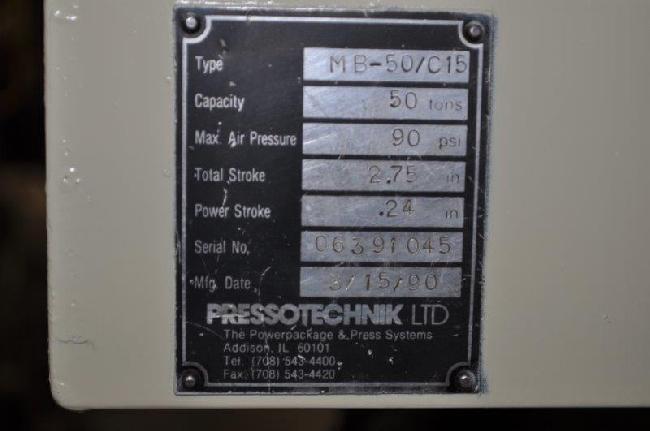 Type MB-50/C15
Capacity 50 tons
Max. Air Pressure 90 psi
Total Stroke 2.75 in
Power Stroke .24 in
Serial No. 06391045
Mfg. Date 3/15/90
PRESSOTECHNIK LTD
The Powerpackage & Press Systems
Addison, IL 60101
Tel. (708) 543-4400
Fax. (708) 543-4420